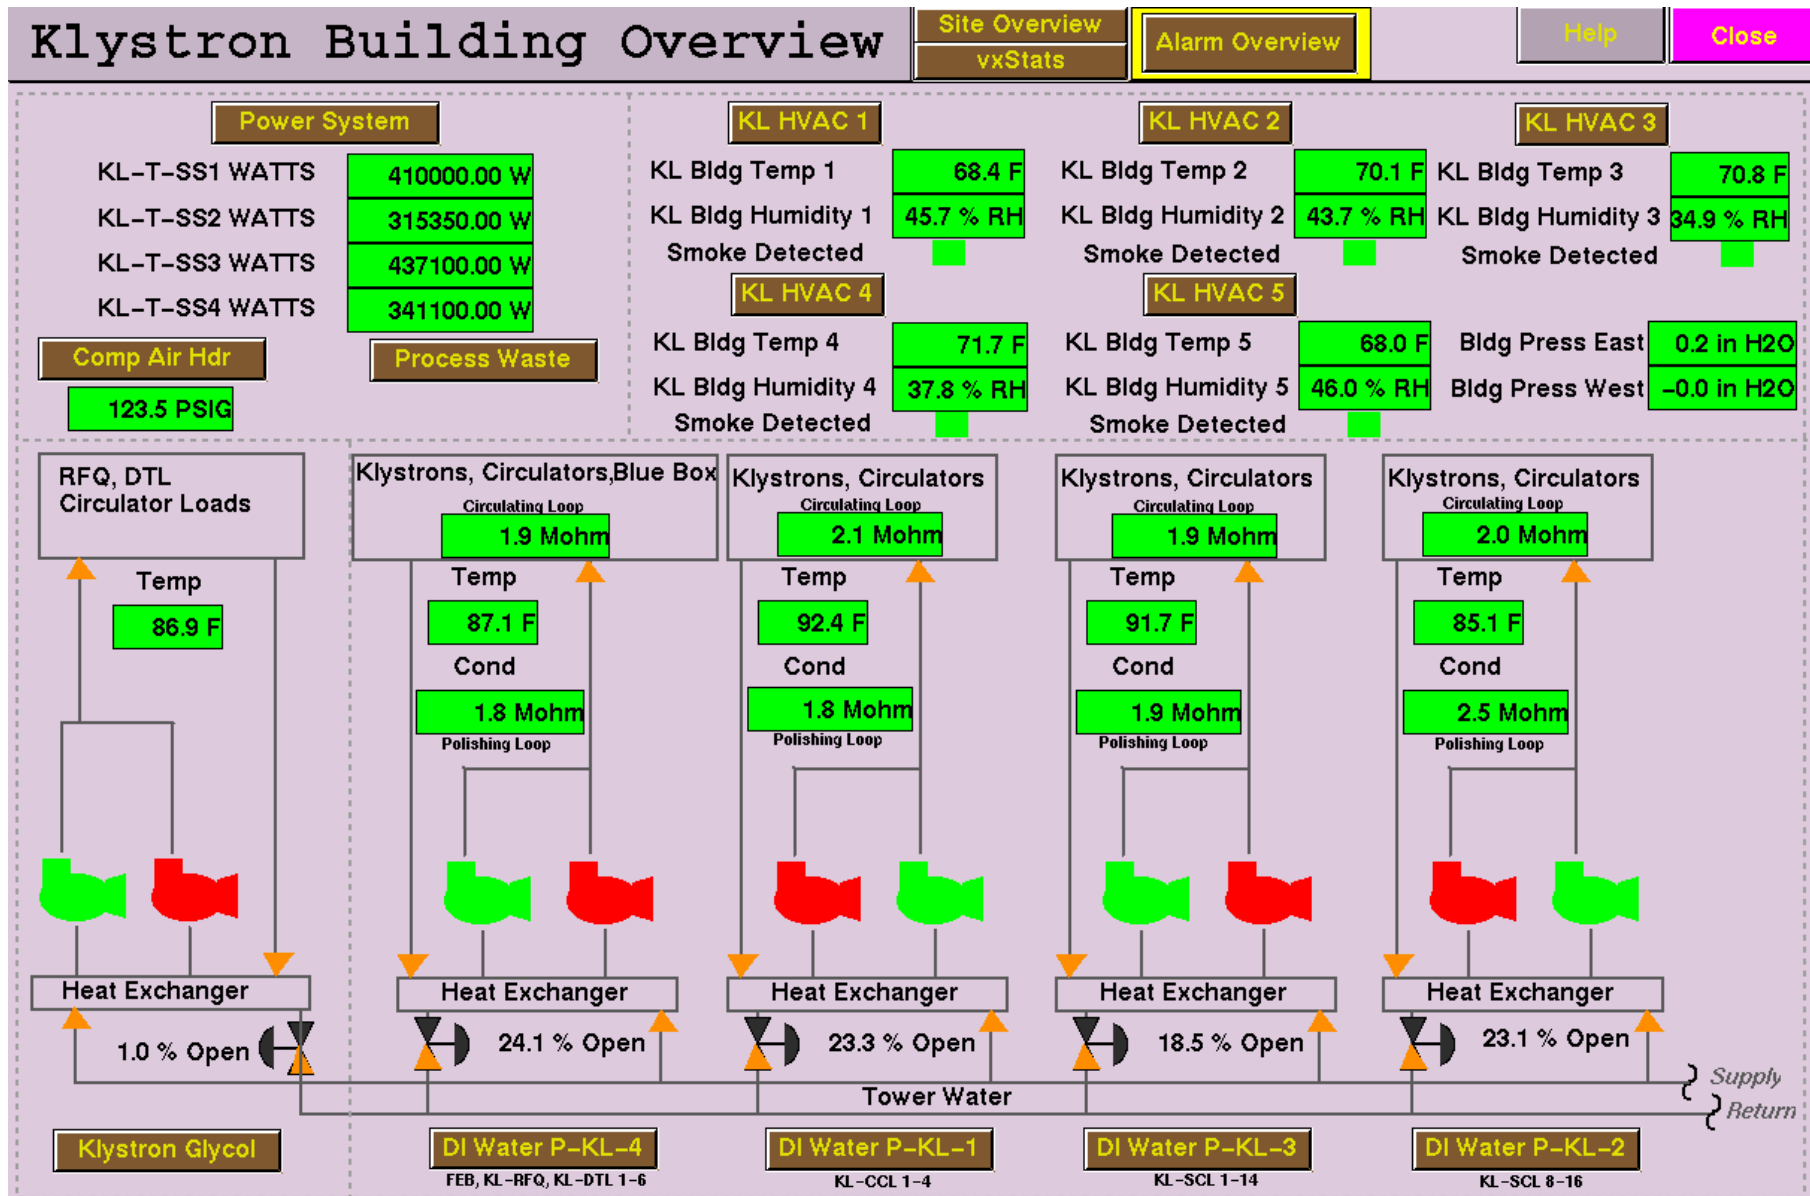 Klystron Building Overview
Site Overview
vxStats
Alarm Overview
Help
Close
Power System
KL-T-SS1 WATTS 410000.00 W
KL-T-SS2 WATTS 315350.00 W
KL-T-SS3 WATTS 437100.00 W
KL-T-SS4 WATTS 341100.00 W
Comp Air Hdr
123.5 PSIG
Process Waste
KL HVAC 1
KL Bldg Temp 1 68.4 F
KL Bldg Humidity 1 45.7 % RH
Smoke Detected
KL HVAC 2
KL Bldg Temp 2 70.1 F
KL Bldg Humidity 2 43.7 % RH
Smoke Detected
KL HVAC 3
KL Bldg Temp 3 70.8 F
KL Bldg Humidity 3 34.9 % RH
Smoke Detected
KL HVAC 4
KL Bldg Temp 4 71.7 F
KL Bldg Humidity 4 37.8 % RH
Smoke Detected
KL HVAC 5
KL Bldg Temp 5 68.0 F
KL Bldg Humidity 5 46.0 % RH
Smoke Detected
Bldg Press East 0.2 in H2O
Bldg Press West -0.0 in H2O
RFQ, DTL
Circulator Loads
Temp
86.9 F
Heat Exchanger
1.0 % Open
Klystron Glycol
Klystrons, Circulators,Blue Box
Circulating Loop
1.9 Mohm
Temp
87.1 F
Cond
1.8 Mohm
Polishing Loop
Heat Exchanger
24.1 % Open
DI Water P-KL-4
FEB, KL-RFQ, KL-DTL 1-6
Klystrons, Circulators
Circulating Loop
2.1 Mohm
Temp
92.4 F
Cond
1.8 Mohm
Polishing Loop
Heat Exchanger
23.3 % Open
DI Water P-KL-1
KL-CCL 1-4
Klystrons, Circulators
Circulating Loop
1.9 Mohm
Temp
91.7 F
Cond
1.9 Mohm
Polishing Loop
Heat Exchanger
18.5 % Open
DI Water P-KL-3
KL-SCL 1-14
Klystrons, Circulators
Circulating Loop
2.0 Mohm
Temp
85.1 F
Cond
2.5 Mohm
Polishing Loop
Heat Exchanger
23.1 % Open
DI Water P-KL-2
KL-SCL 8-16
Tower Water
Supply
Return